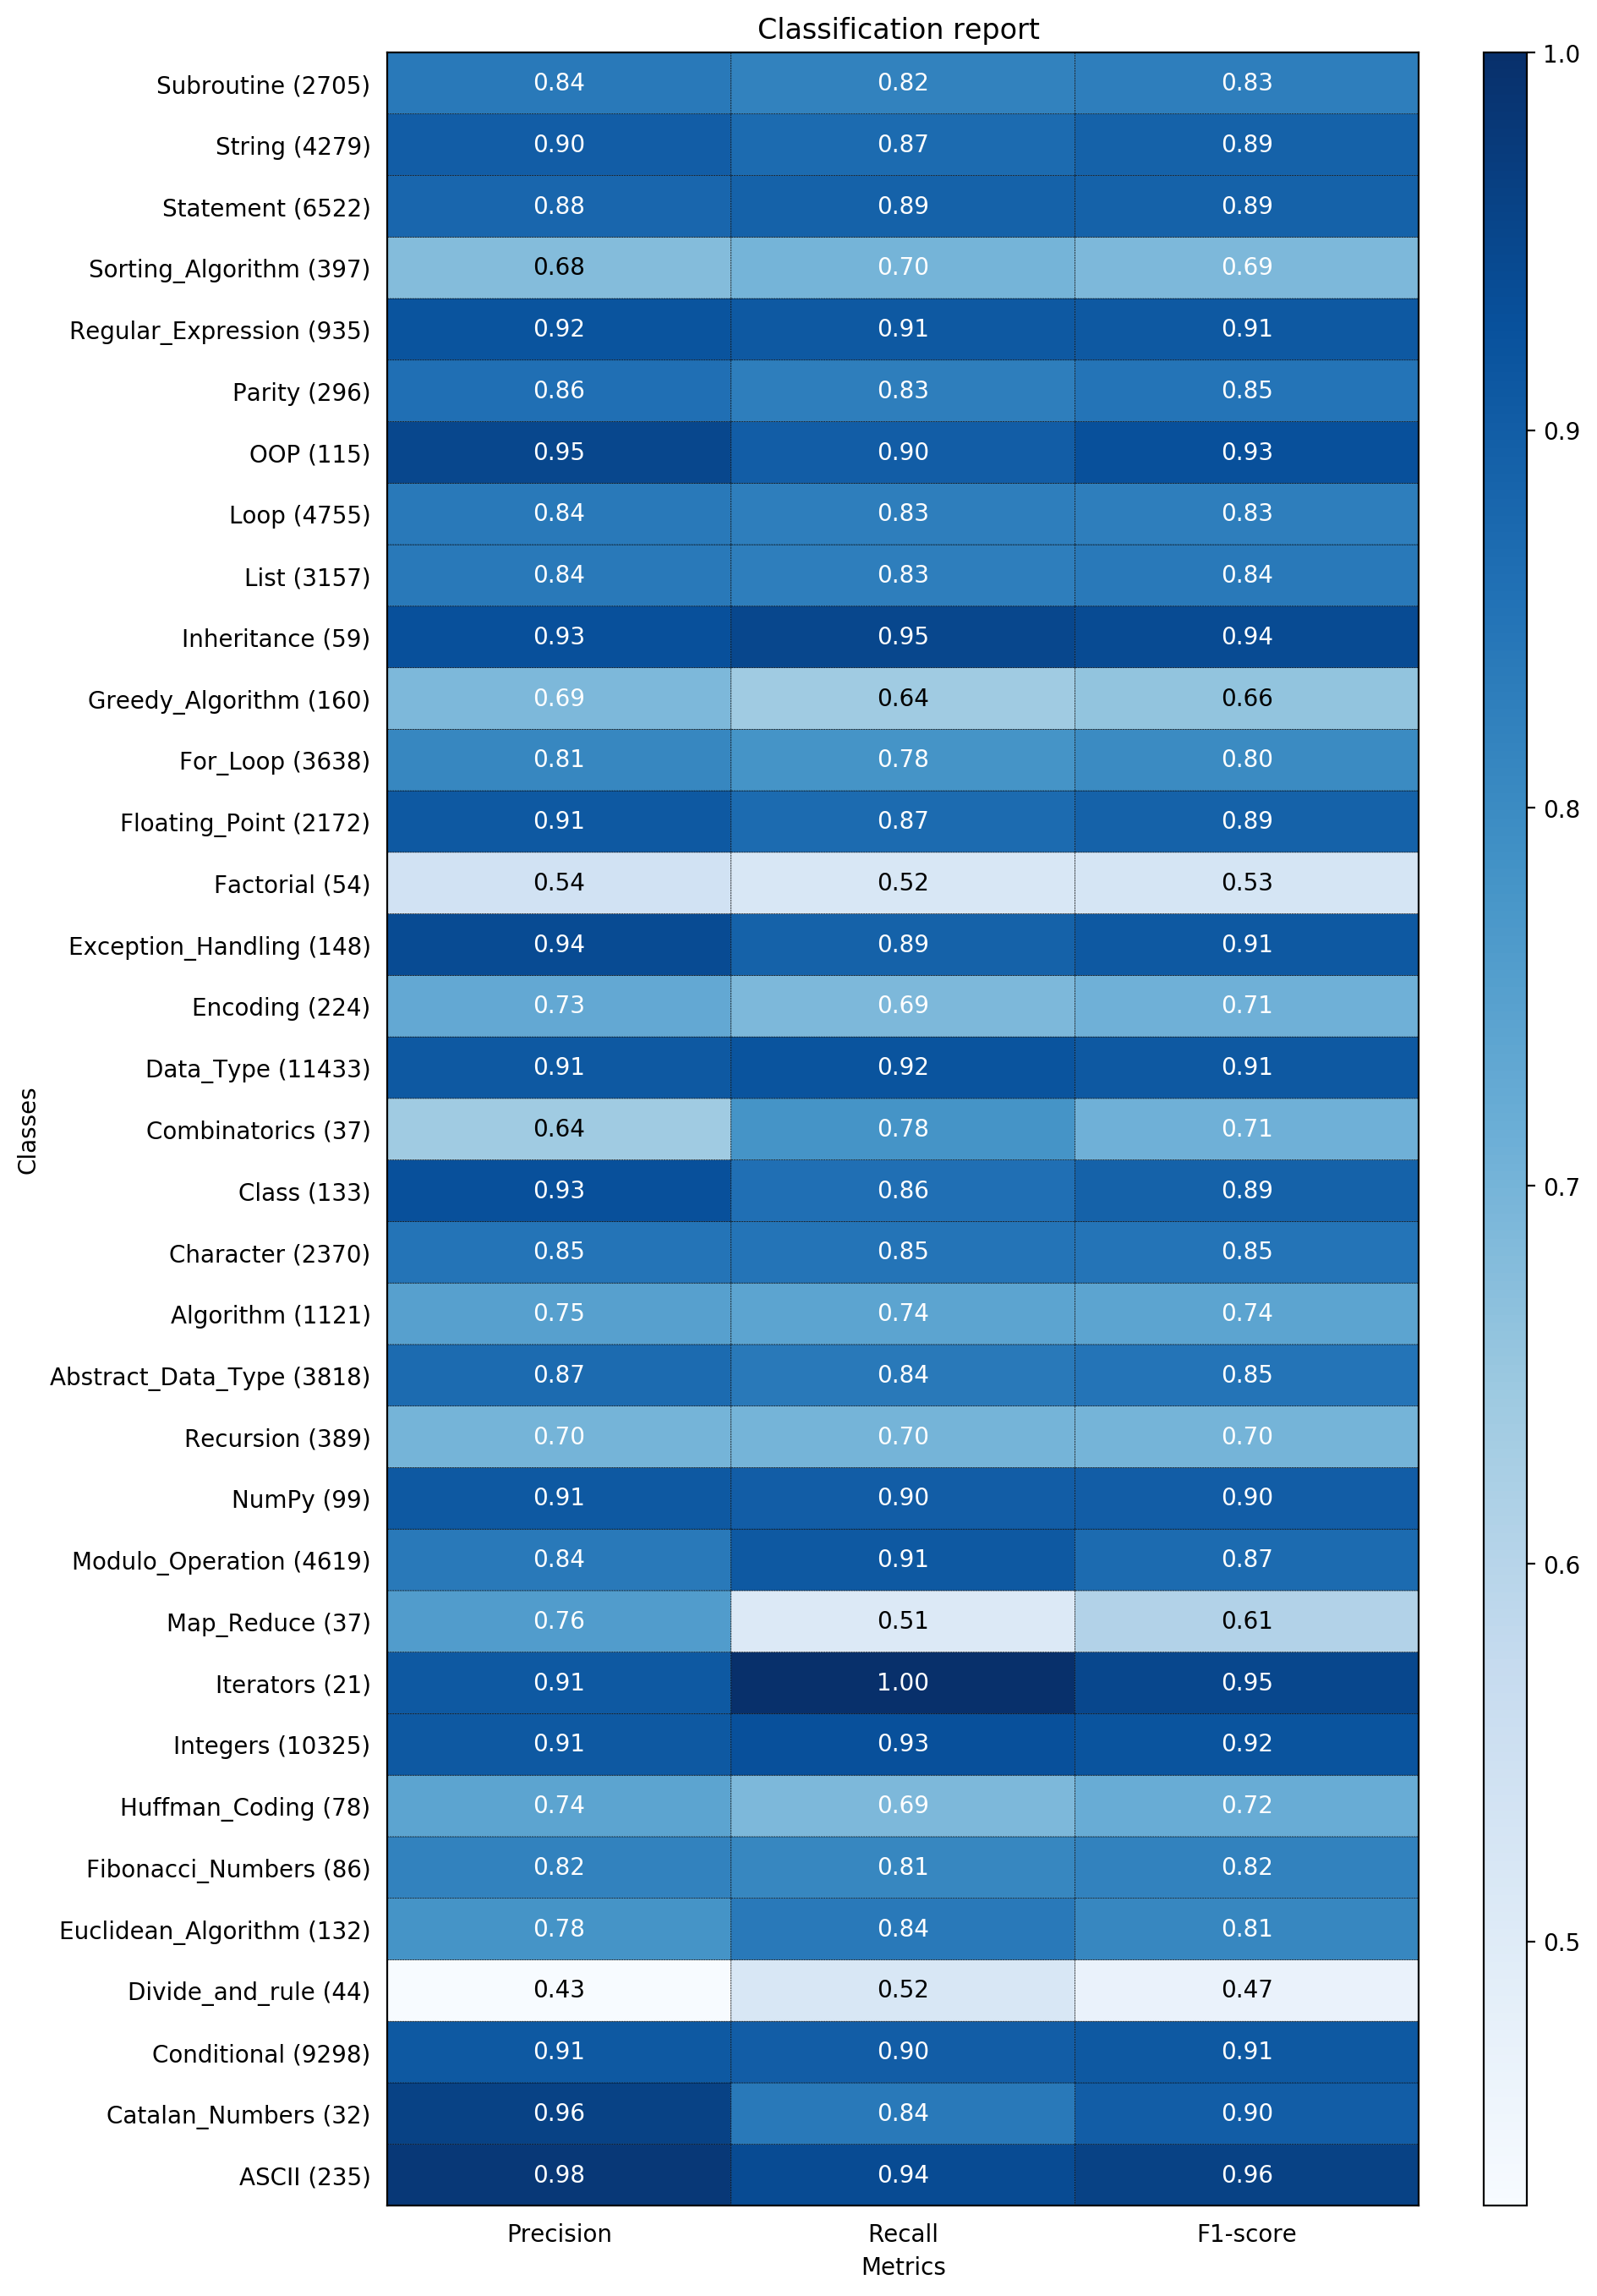 Classification report
Subroutine (2705) 0.84 0.82 0.83
String (4279) 0.90 0.87 0.89
Statement (6522) 0.88 0.89 0.89
Sorting_Algorithm (397) 0.68 0.70 0.69
Regular_Expression (935) 0.92 0.91 0.91
Parity (296) 0.86 0.83 0.85
OOP (115) 0.95 0.90 0.93
Loop (4755) 0.84 0.83 0.83
List (3157) 0.84 0.83 0.84
Inheritance (59) 0.93 0.95 0.94
Greedy_Algorithm (160) 0.69 0.64 0.66
For_Loop (3638) 0.81 0.78 0.80
Floating_Point (2172) 0.91 0.87 0.89
Factorial (54) 0.54 0.52 0.53
Exception_Handling (148) 0.94 0.89 0.91
Encoding (224) 0.73 0.69 0.71
Data_Type (11433) 0.91 0.92 0.91
Combinatorics (37) 0.64 0.78 0.71
Class (133) 0.93 0.86 0.89
Character (2370) 0.85 0.85 0.85
Algorithm (1121) 0.75 0.74 0.74
Abstract_Data_Type (3818) 0.87 0.84 0.85
Recursion (389) 0.70 0.70 0.70
NumPy (99) 0.91 0.90 0.90
Modulo_Operation (4619) 0.84 0.91 0.87
Map_Reduce (37) 0.76 0.51 0.61
Iterators (21) 0.91 1.00 0.95
Integers (10325) 0.91 0.93 0.92
Huffman_Coding (78) 0.74 0.69 0.72
Fibonacci_Numbers (86) 0.82 0.81 0.82
Euclidean_Algorithm (132) 0.78 0.84 0.81
Divide_and_rule (44) 0.43 0.52 0.47
Conditional (9298) 0.91 0.90 0.91
Catalan_Numbers (32) 0.96 0.84 0.90
ASCII (235) 0.98 0.94 0.96
Precision Recall F1-score
Metrics
Classes
1.0
0.9
0.8
0.7
0.6
0.5